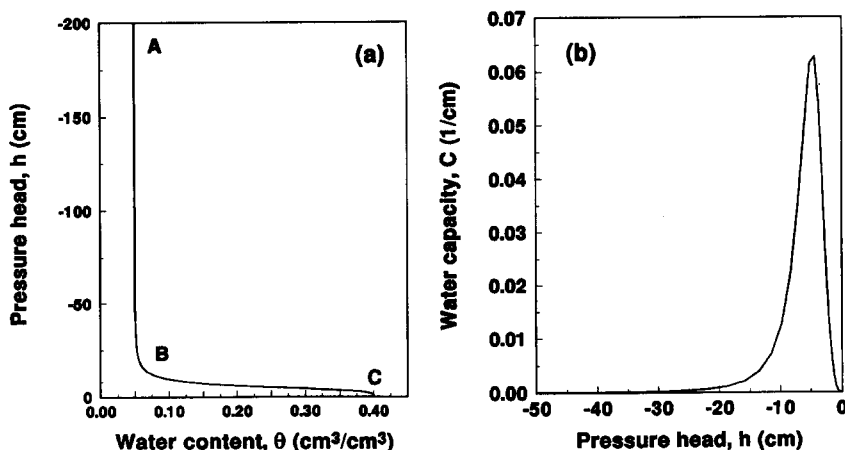 -200
-150
-100
-50
0
0.00
0.10
0.20
0.30
0.40
A
(a)
B
C
Pressure head, h (cm)
Water content, θ (cm³/cm³)
0.07
0.06
0.05
0.04
0.03
0.02
0.01
0.00
-50
-40
-30
-20
-10
0
(b)
Water capacity, C (1/cm)
Pressure head, h (cm)